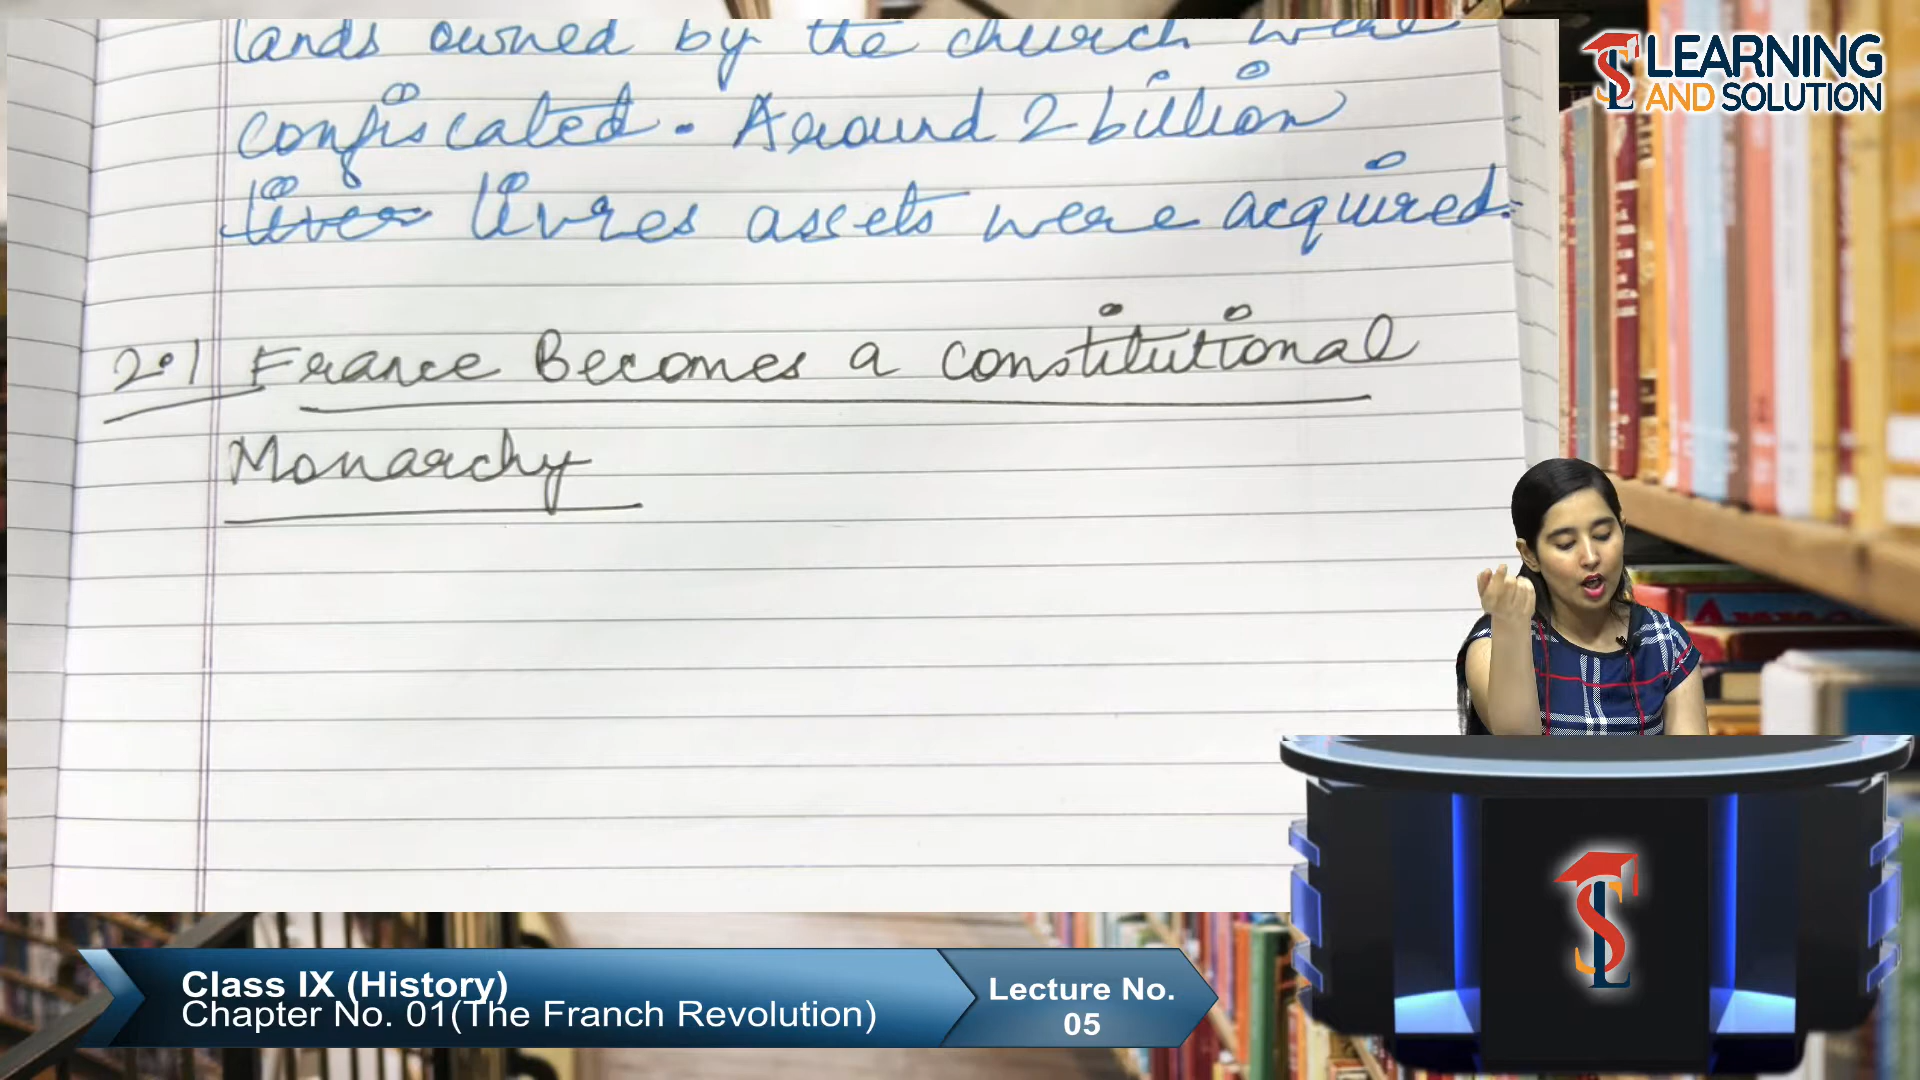 lands owned by the church were
confiscated. Around 2 billion
liver livres assets were acquired.
2.1 France Becomes a constitutional
Monarchy
LEARNING
AND SOLUTION
Class IX (History)
Chapter No. 01(The Franch Revolution)
Lecture No.
05